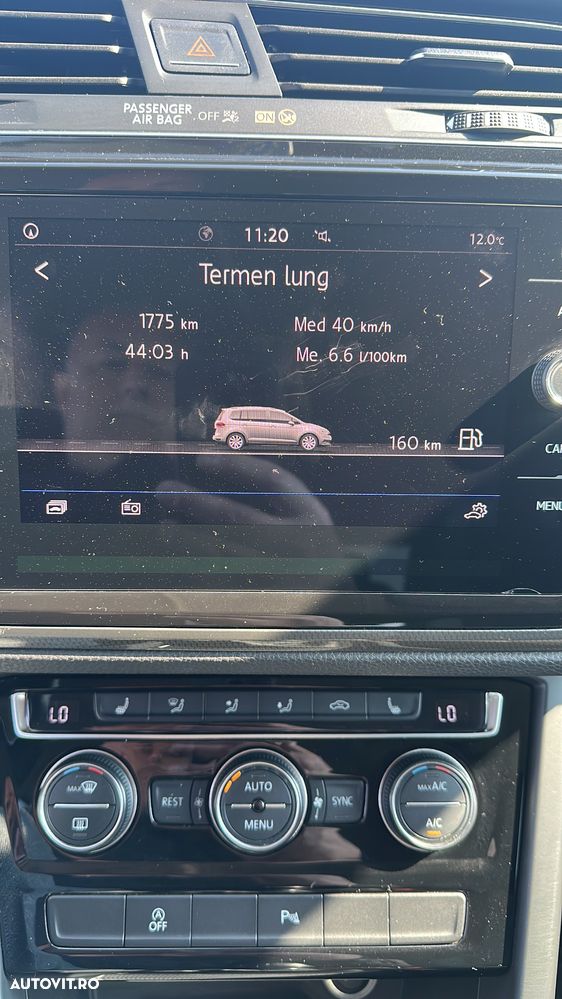 PASSENGER
AIR BAG . OFF ON
11:20 12.0°C
< Termen lung >
1775 km Med 40 km/h
44:03 h Me. 6.6 l/100km
160 km
MENU
LO LO
MAX REST AUTO SYNC MAX A/C
MENU A/C
OFF P
AUTOVIT.RO